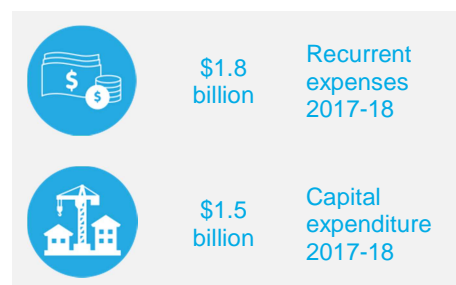 $
$
$1.8
billion
Recurrent
expenses
2017-18
$1.5
billion
Capital
expenditure
2017-18